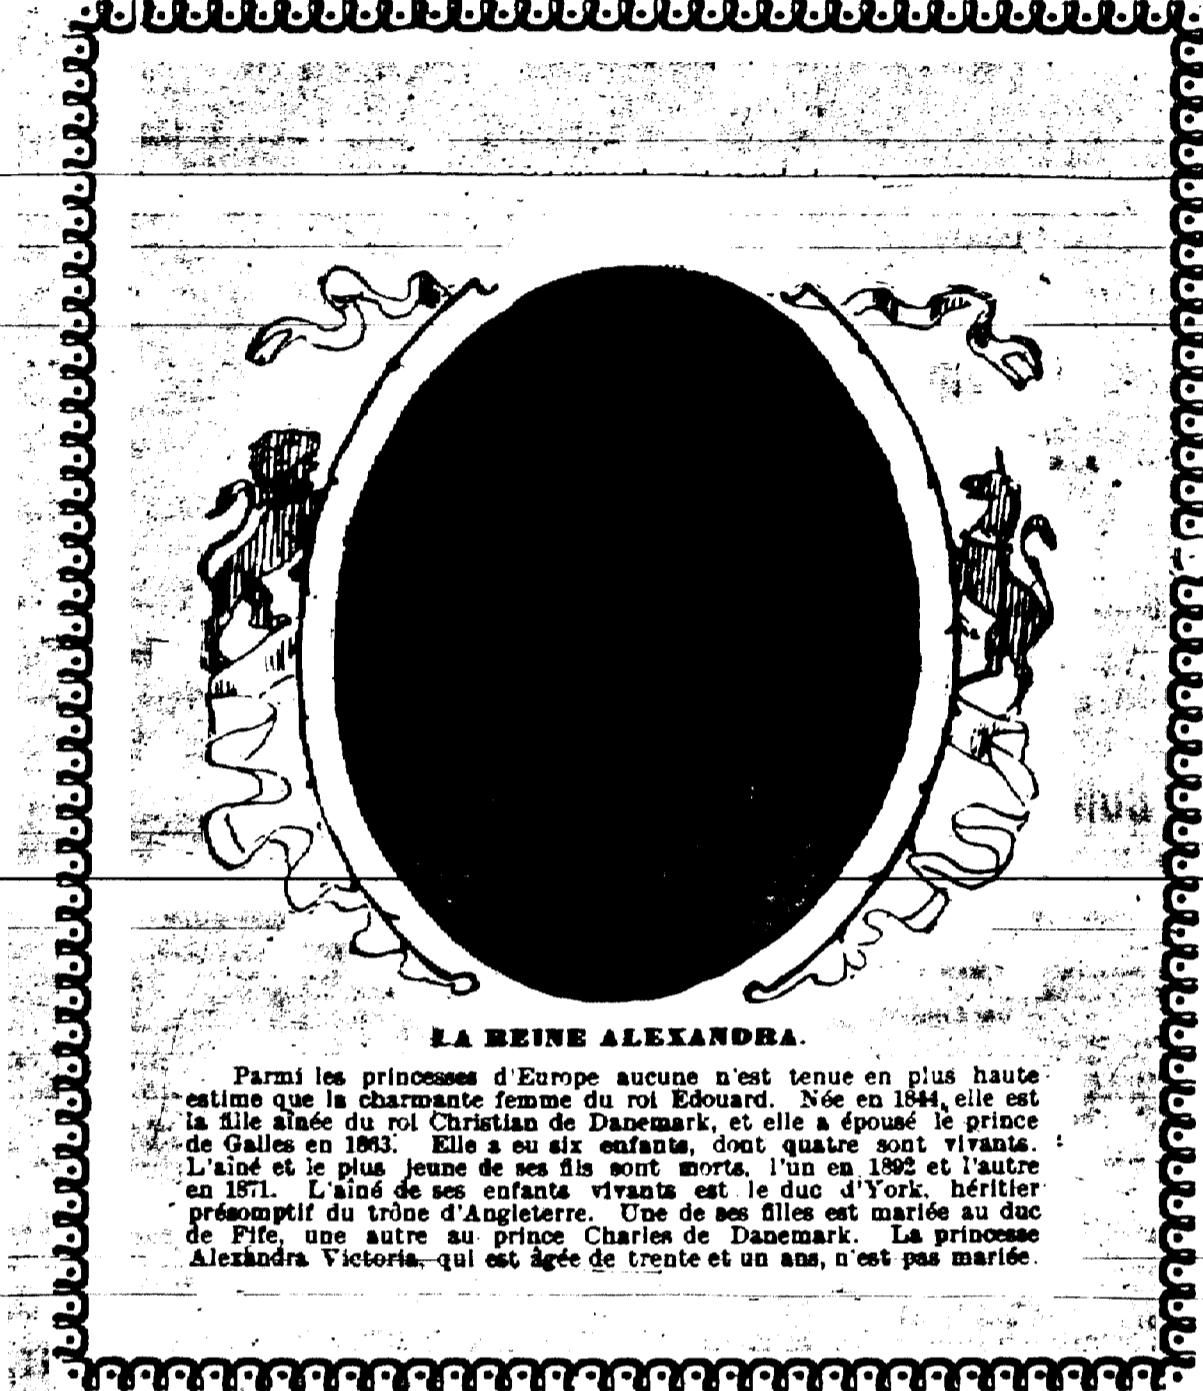 LA REINE ALEXANDRA.
Parmi les princesses d'Europe aucune n'est tenue en plus haute
estime que la charmante femme du roi Edouard. Née en 1844, elle est
la fille aînée du roi Christian de Danemark, et elle a épousé le prince
de Galles en 1863. Elle a eu six enfants, dont quatre sont vivants.
L'aîné et le plus jeune de ses fils sont morts, l'un en 1892 et l'autre
en 1871. L'aîné de ses enfants vivants est le duc d'York, héritier
présomptif du trône d'Angleterre. Une de ses filles est mariée au duc
de Fife, une autre au prince Charles de Danemark. La princesse
Alexandra Victoria, qui est âgée de trente et un ans, n'est pas mariée.